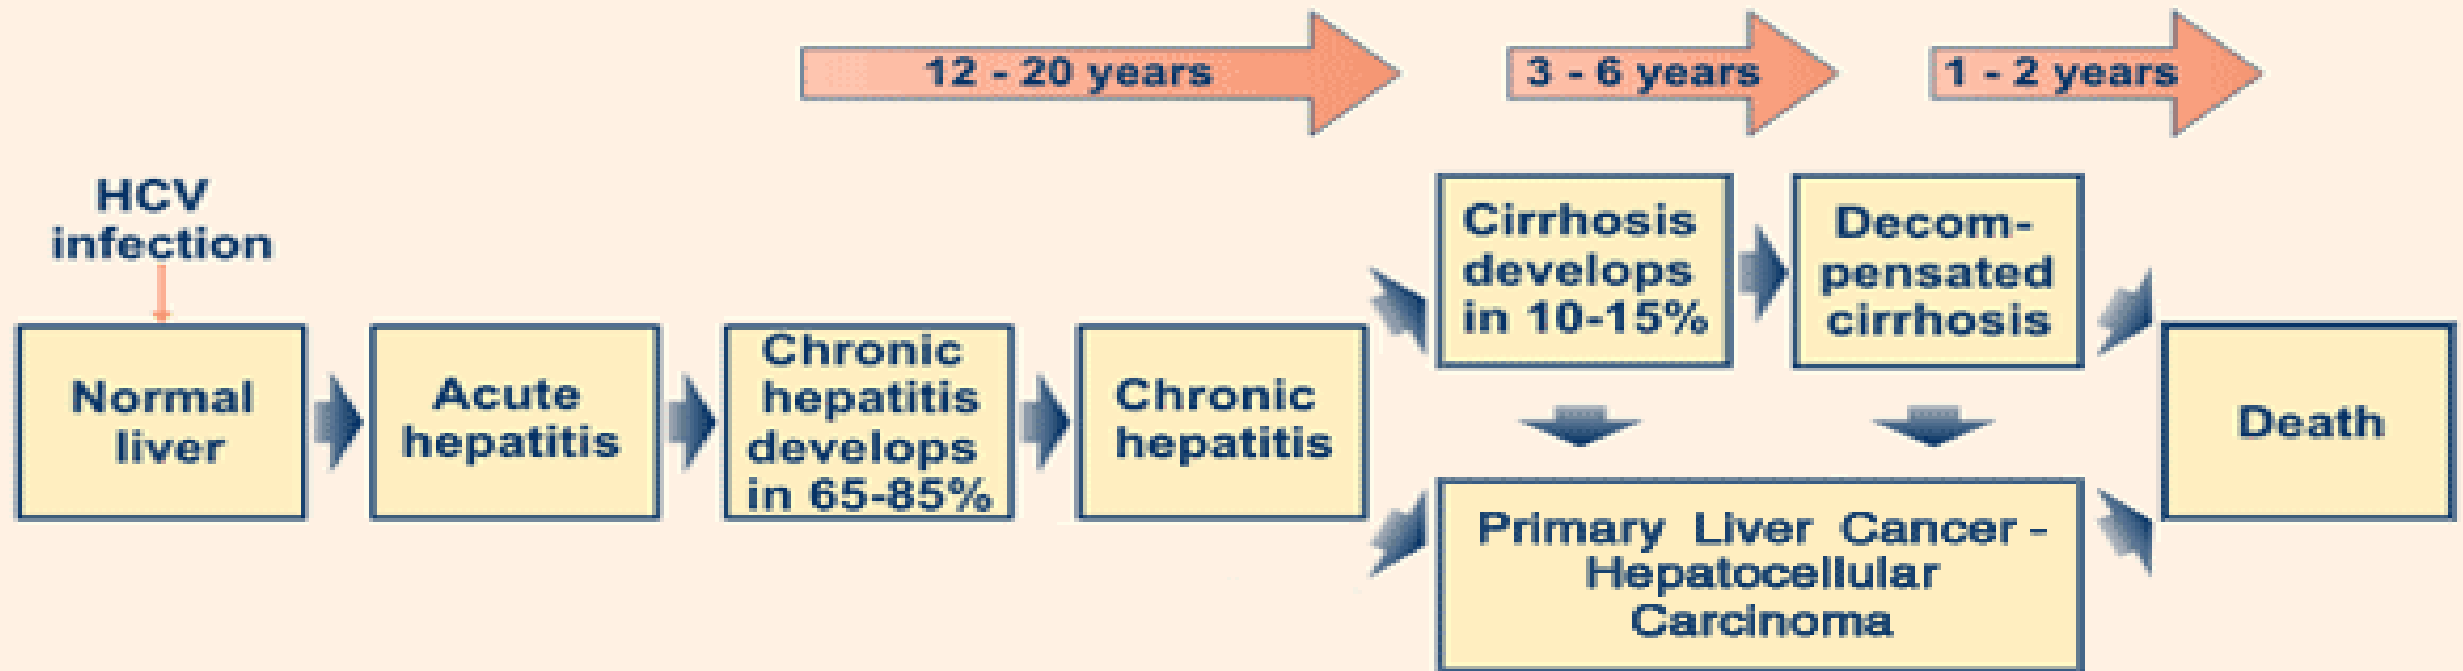 12 - 20 years
3 - 6 years
1 - 2 years
HCV
infection
Normal
liver
Acute
hepatitis
Chronic
hepatitis
develops
in 65-85%
Chronic
hepatitis
Cirrhosis
develops
in 10-15%
Decom-
pensated
cirrhosis
Primary Liver Cancer -
Hepatocellular
Carcinoma
Death